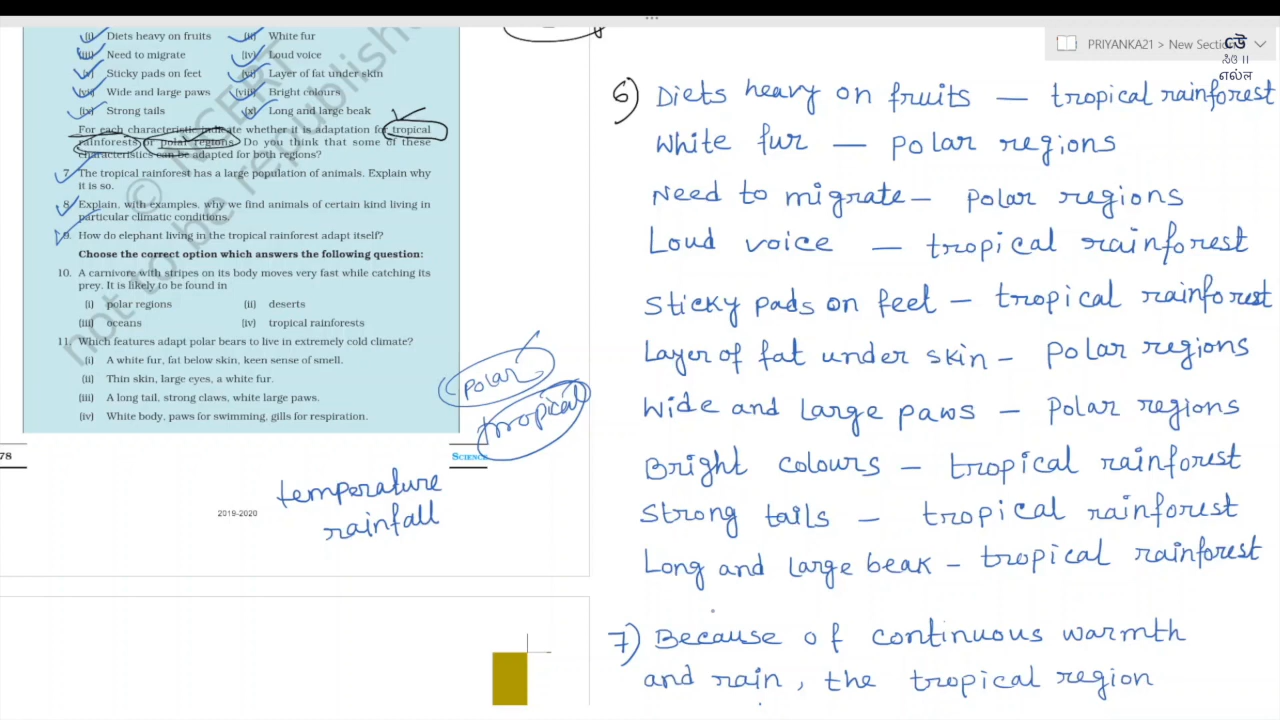 (i) Diets heavy on fruits (ii) White fur
(iii) Need to migrate (iv) Loud voice
(v) Sticky pads on feet (vi) Layer of fat under skin
(vii) Wide and large paws (viii) Bright colours
(ix) Strong tails (x) Long and large beak
For each characteristic indicate whether it is adaptation for tropical
rainforests or polar regions. Do you think that some of these
characteristics can be adapted for both regions?
7. The tropical rainforest has a large population of animals. Explain why
it is so.
8. Explain, with examples, why we find animals of certain kind living in
particular climatic conditions.
9. How do elephant living in the tropical rainforest adapt itself?
Choose the correct option which answers the following question:
10. A carnivore with stripes on its body moves very fast while catching its
prey. It is likely to be found in
(i) polar regions (ii) deserts
(iii) oceans (iv) tropical rainforests
11. Which features adapt polar bears to live in extremely cold climate?
(i) A white fur, fat below skin, keen sense of smell.
(ii) Thin skin, large eyes, a white fur.
(iii) A long tail, strong claws, white large paws.
(iv) White body, paws for swimming, gills for respiration.
© NCERT
not to be republished
polar
tropical
78
SCIENCE
temperature
rainfall
2019-2020
PRIYANKA21 > New Section
6) Diets heavy on fruits — tropical rainforest
White fur — polar regions
Need to migrate — polar regions
Loud voice — tropical rainforest
Sticky pads on feet — tropical rainforest
Layer of fat under skin — polar regions
Wide and large paws — polar regions
Bright colours — tropical rainforest
Strong tails — tropical rainforest
Long and large beak — tropical rainforest
7) Because of continuous warmth
and rain, the tropical region